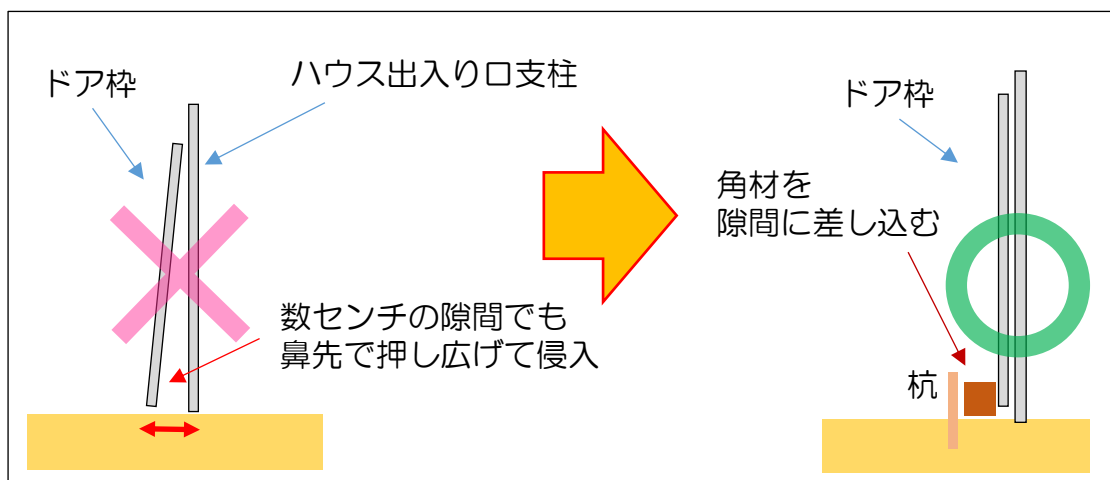 ドア枠
ハウス出入り口支柱
数センチの隙間でも
鼻先で押し広げて侵入
ドア枠
角材を
隙間に差し込む
杭